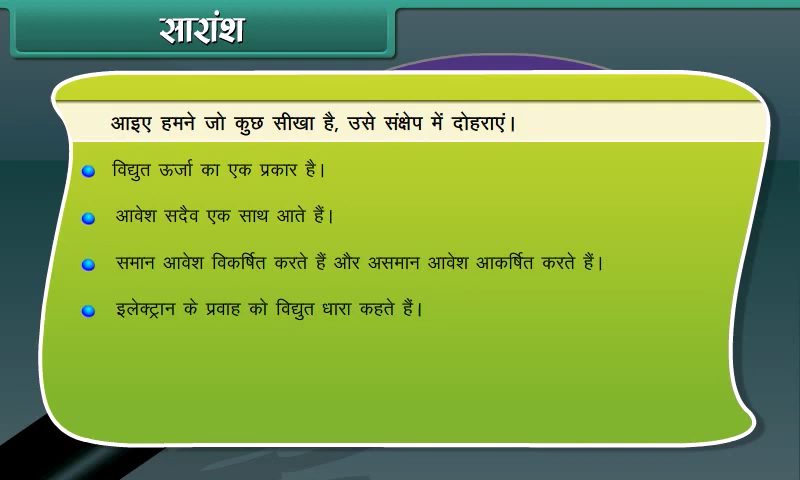 सारांश
आइए हमने जो कुछ सीखा है, उसे संक्षेप में दोहराएं।
विद्युत ऊर्जा का एक प्रकार है।
आवेश सदैव एक साथ आते हैं।
समान आवेश विकर्षित करते हैं और असमान आवेश आकर्षित करते हैं।
इलेक्ट्रान के प्रवाह को विद्युत धारा कहते हैं।